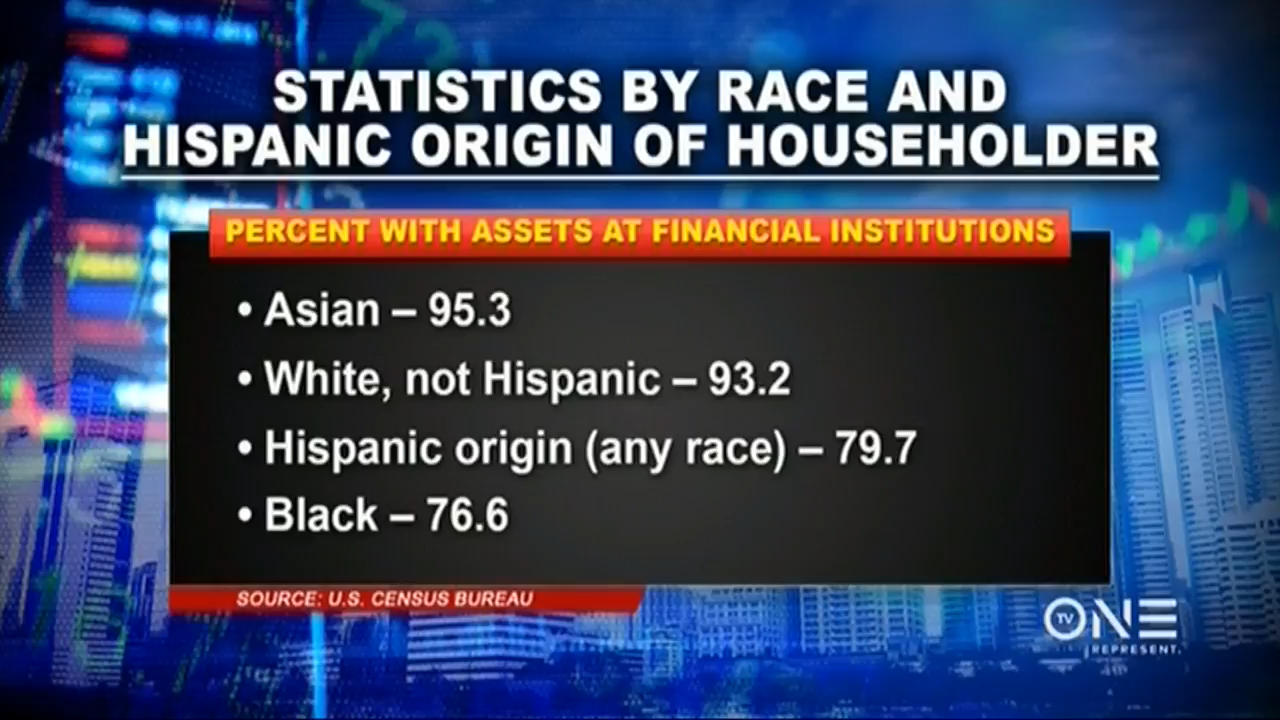 STATISTICS BY RACE AND
HISPANIC ORIGIN OF HOUSEHOLDER
PERCENT WITH ASSETS AT FINANCIAL INSTITUTIONS
• Asian – 95.3
• White, not Hispanic – 93.2
• Hispanic origin (any race) – 79.7
• Black – 76.6
SOURCE: U.S. CENSUS BUREAU
TV ONE
REPRESENT.